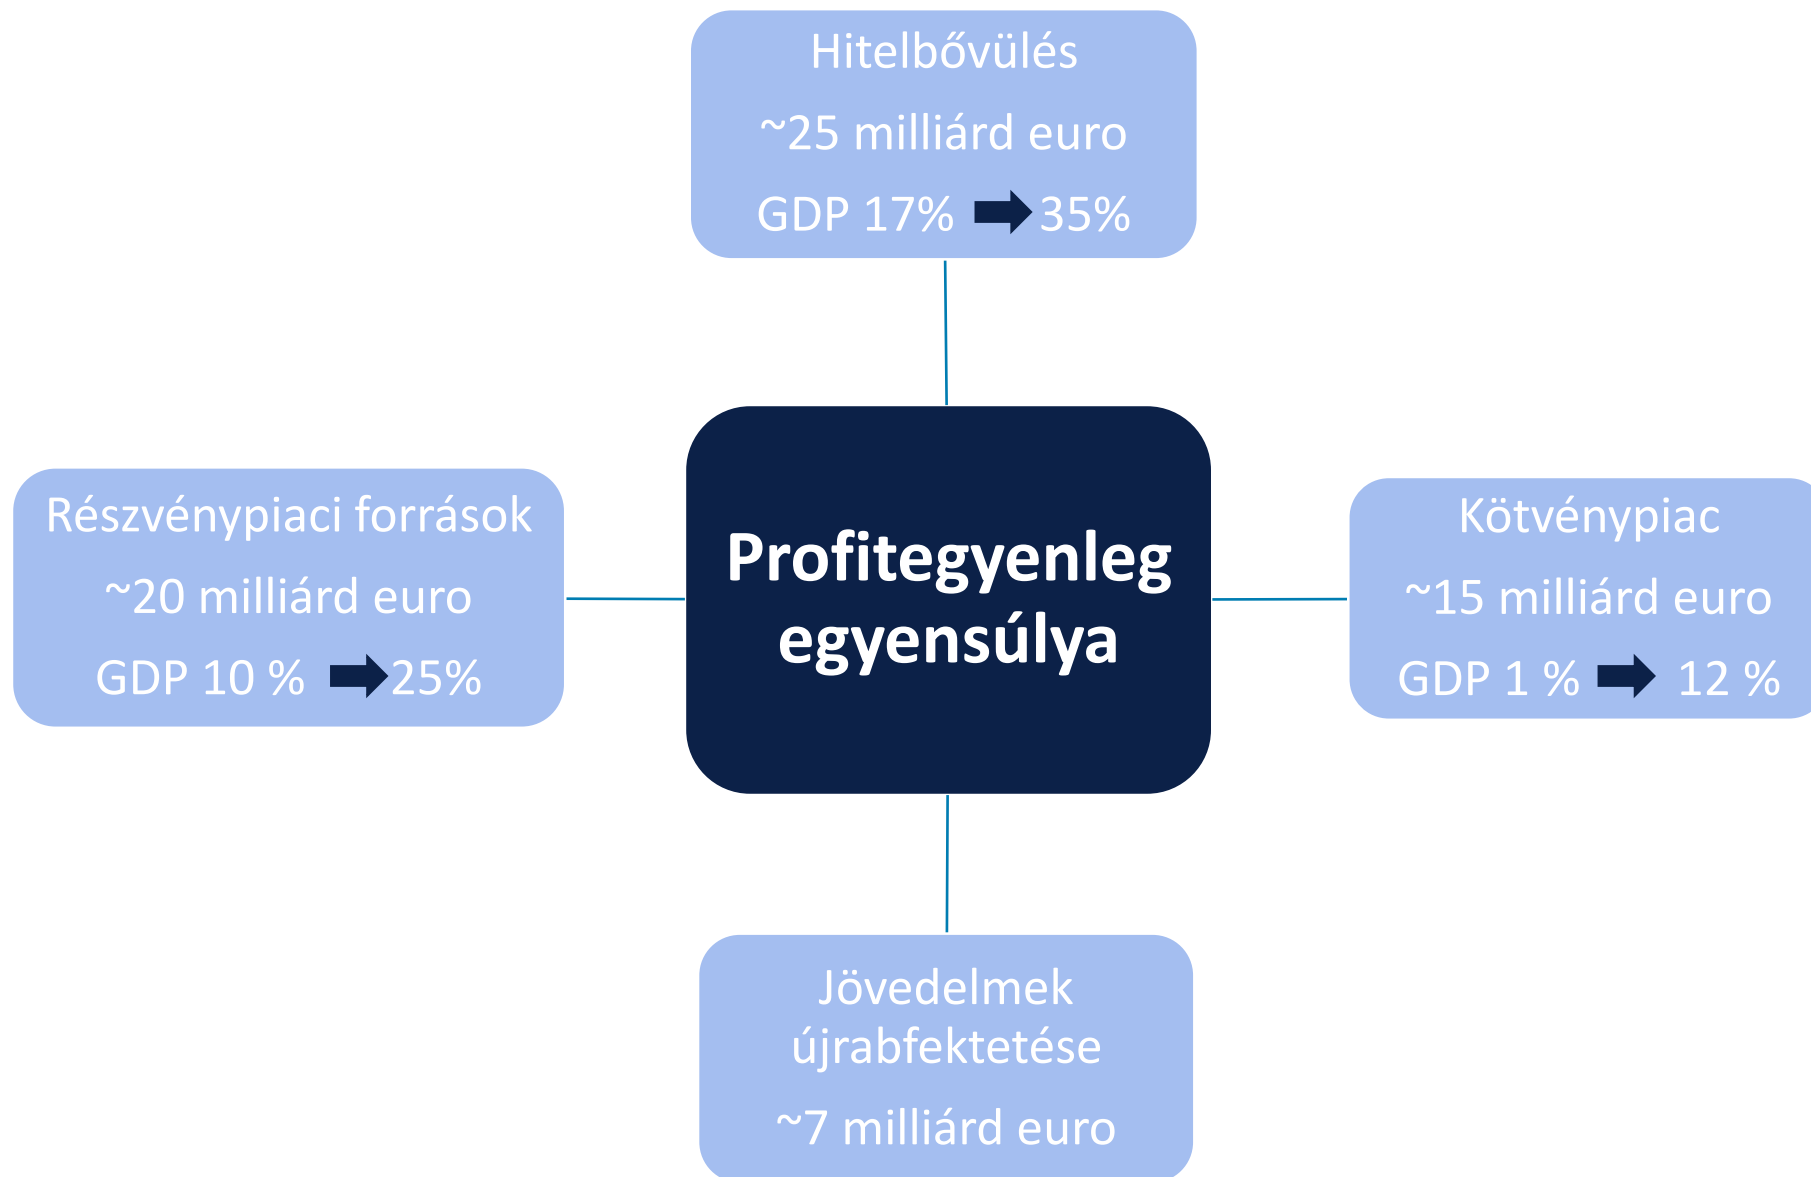 Hitelbővülés
~25 milliárd euro
GDP 17% 35%
Részvénypiaci források
~20 milliárd euro
GDP 10 % 25%
Profitegyenleg
egyensúlya
Kötvénypiac
~15 milliárd euro
GDP 1 % 12 %
Jövedelmek
újrabfektetése
~7 milliárd euro